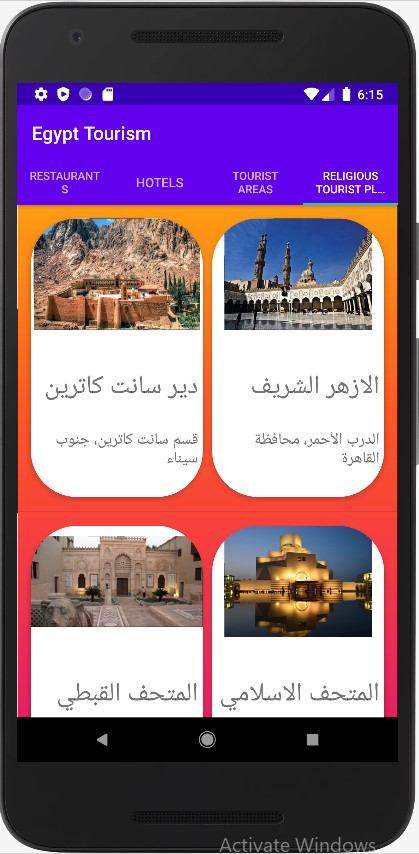 6:15
Egypt Tourism
RESTAURANT
S
HOTELS
TOURIST
AREAS
RELIGIOUS
TOURIST PL...
دير سانت كاترين
قسم سانت كاترين، جنوب
سيناء
الازهر الشريف
الدرب الأحمر، محافظة
القاهرة
المتحف القبطي
المتحف الاسلامي
Activate Windows